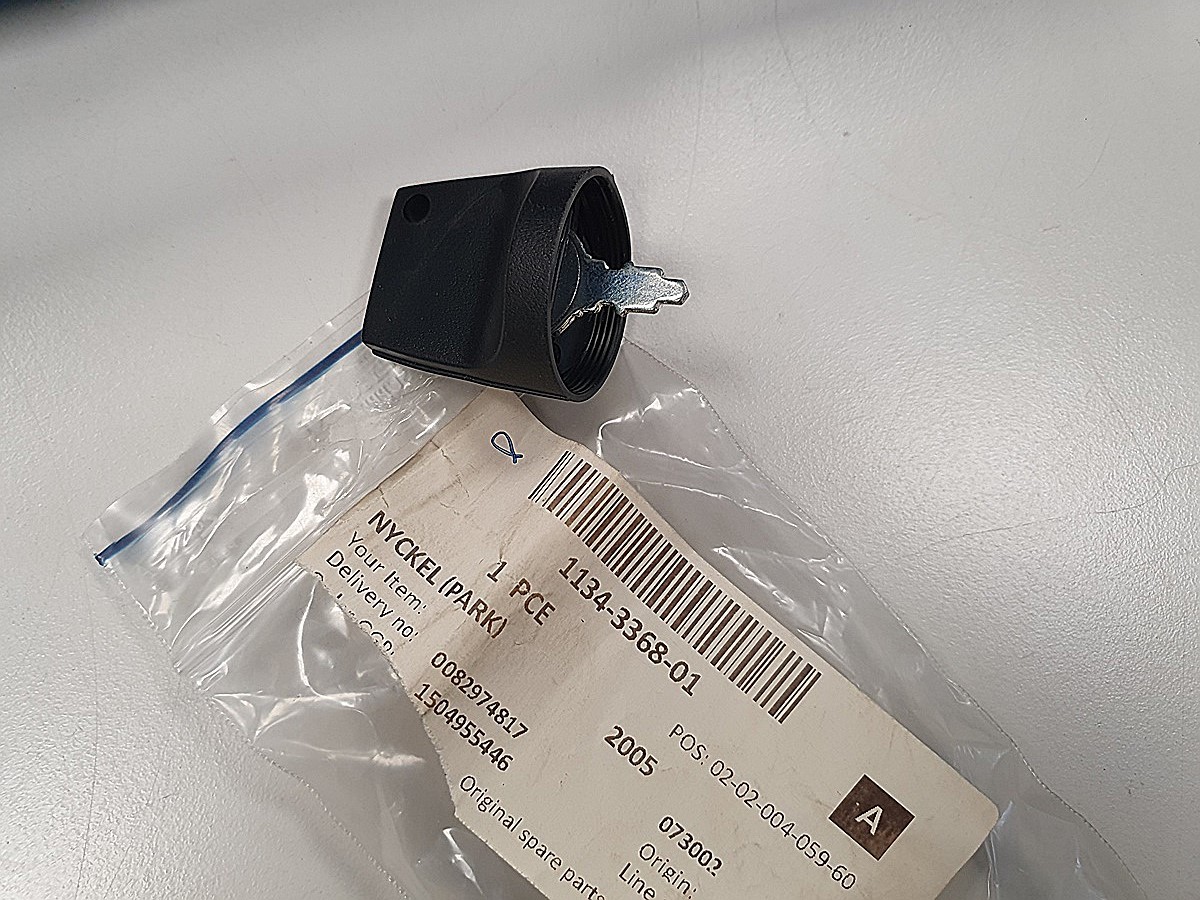 1134-3368-01
1 PCE
NYCKEL (PARK)
POS: 02-02-004-059-60
A
2005
Your Item: 0082974817
Delivery no: 1504955446
073002
Origin:
Line
Original spare parts